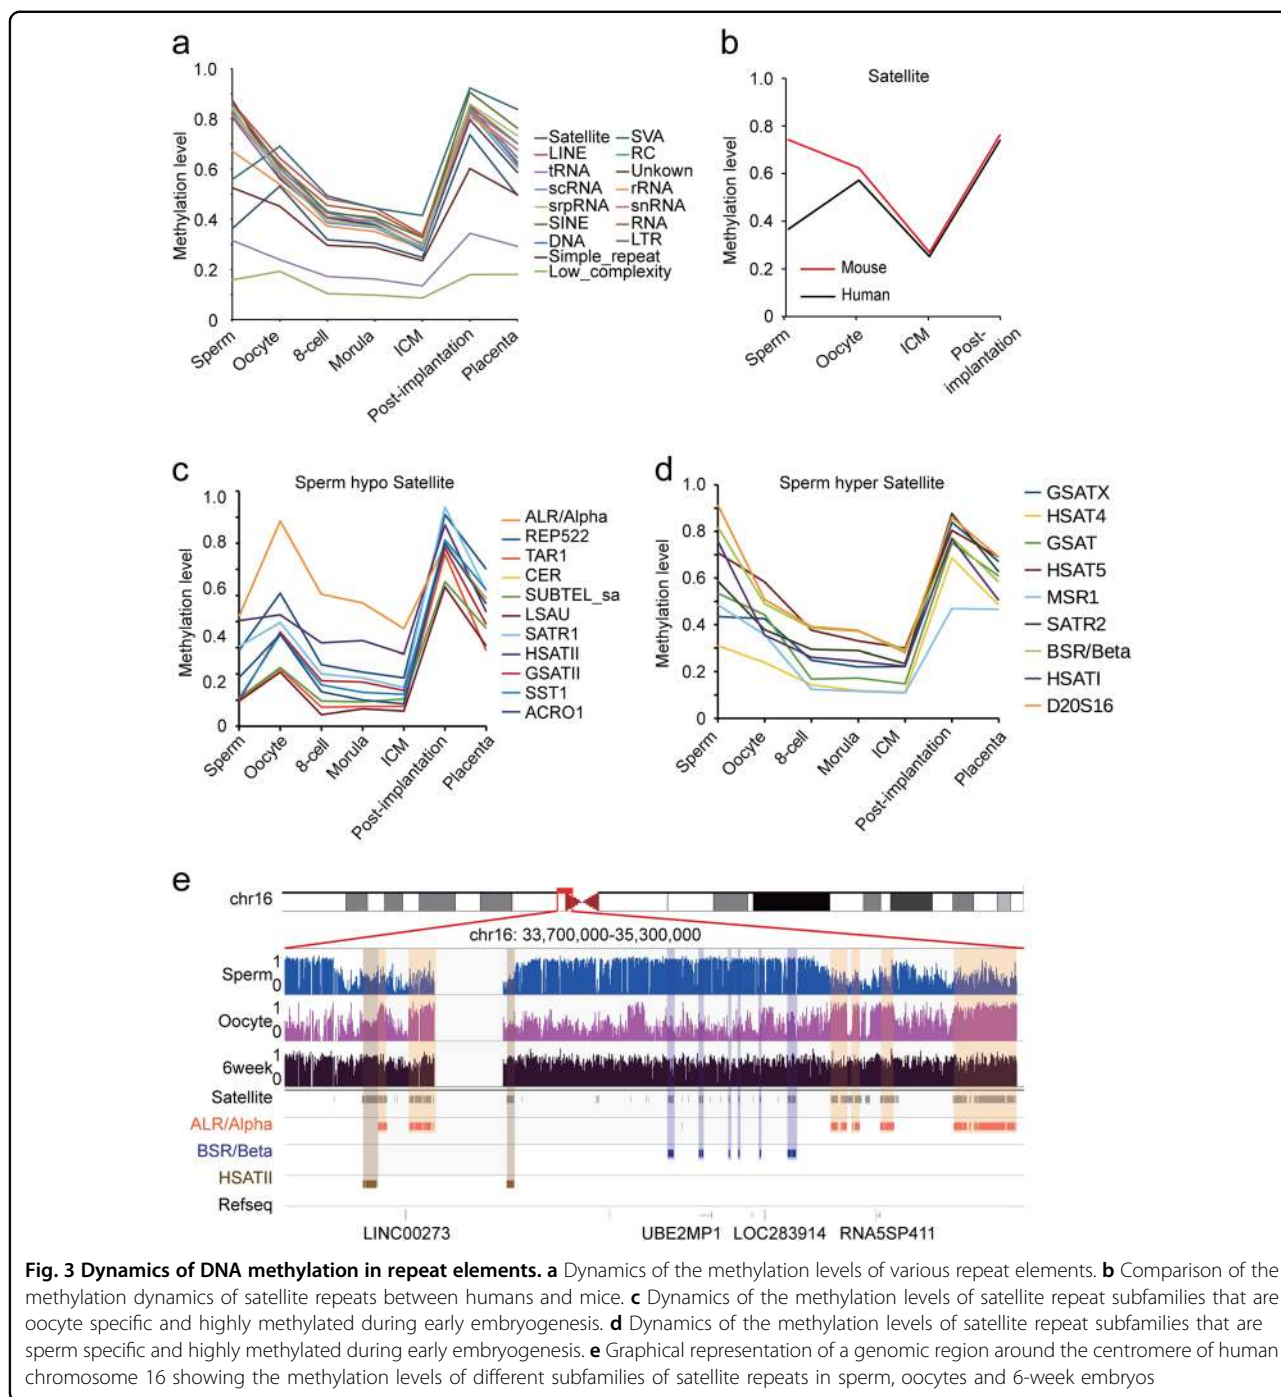 a
1.0
0.8
0.6
0.4
0.2
0
Methylation level
Satellite
SVA
LINE
RC
tRNA
Unkown
scRNA
rRNA
srpRNA
snRNA
SINE
RNA
DNA
LTR
Simple_repeat
Low_complexity
Sperm
Oocyte
8-cell
Morula
ICM
Post-implantation
Placenta
b
Satellite
1.0
0.8
0.6
0.4
0.2
0
Methylation level
Mouse
Human
Sperm
Oocyte
ICM
Post-
implantation
c
Sperm hypo Satellite
1.0
0.8
0.6
0.4
0.2
0
Methylation level
ALR/Alpha
REP522
TAR1
CER
SUBTEL_sa
LSAU
SATR1
HSATII
GSATII
SST1
ACRO1
Sperm
Oocyte
8-cell
Morula
ICM
Post-implantation
Placenta
d
Sperm hyper Satellite
1.0
0.8
0.6
0.4
0.2
0
Methylation level
GSATX
HSAT4
GSAT
HSAT5
MSR1
SATR2
BSR/Beta
HSATI
D20S16
Sperm
Oocyte
8-cell
Morula
ICM
Post-implantation
Placenta
e
chr16
chr16: 33,700,000-35,300,000
Sperm
1
0
Oocyte
1
0
6week
1
0
Satellite
ALR/Alpha
BSR/Beta
HSATII
Refseq
LINC00273
UBE2MP1
LOC283914
RNA5SP411
Fig. 3 Dynamics of DNA methylation in repeat elements. a Dynamics of the methylation levels of various repeat elements. b Comparison of the
methylation dynamics of satellite repeats between humans and mice. c Dynamics of the methylation levels of satellite repeat subfamilies that are
oocyte specific and highly methylated during early embryogenesis. d Dynamics of the methylation levels of satellite repeat subfamilies that are
sperm specific and highly methylated during early embryogenesis. e Graphical representation of a genomic region around the centromere of human
chromosome 16 showing the methylation levels of different subfamilies of satellite repeats in sperm, oocytes and 6-week embryos